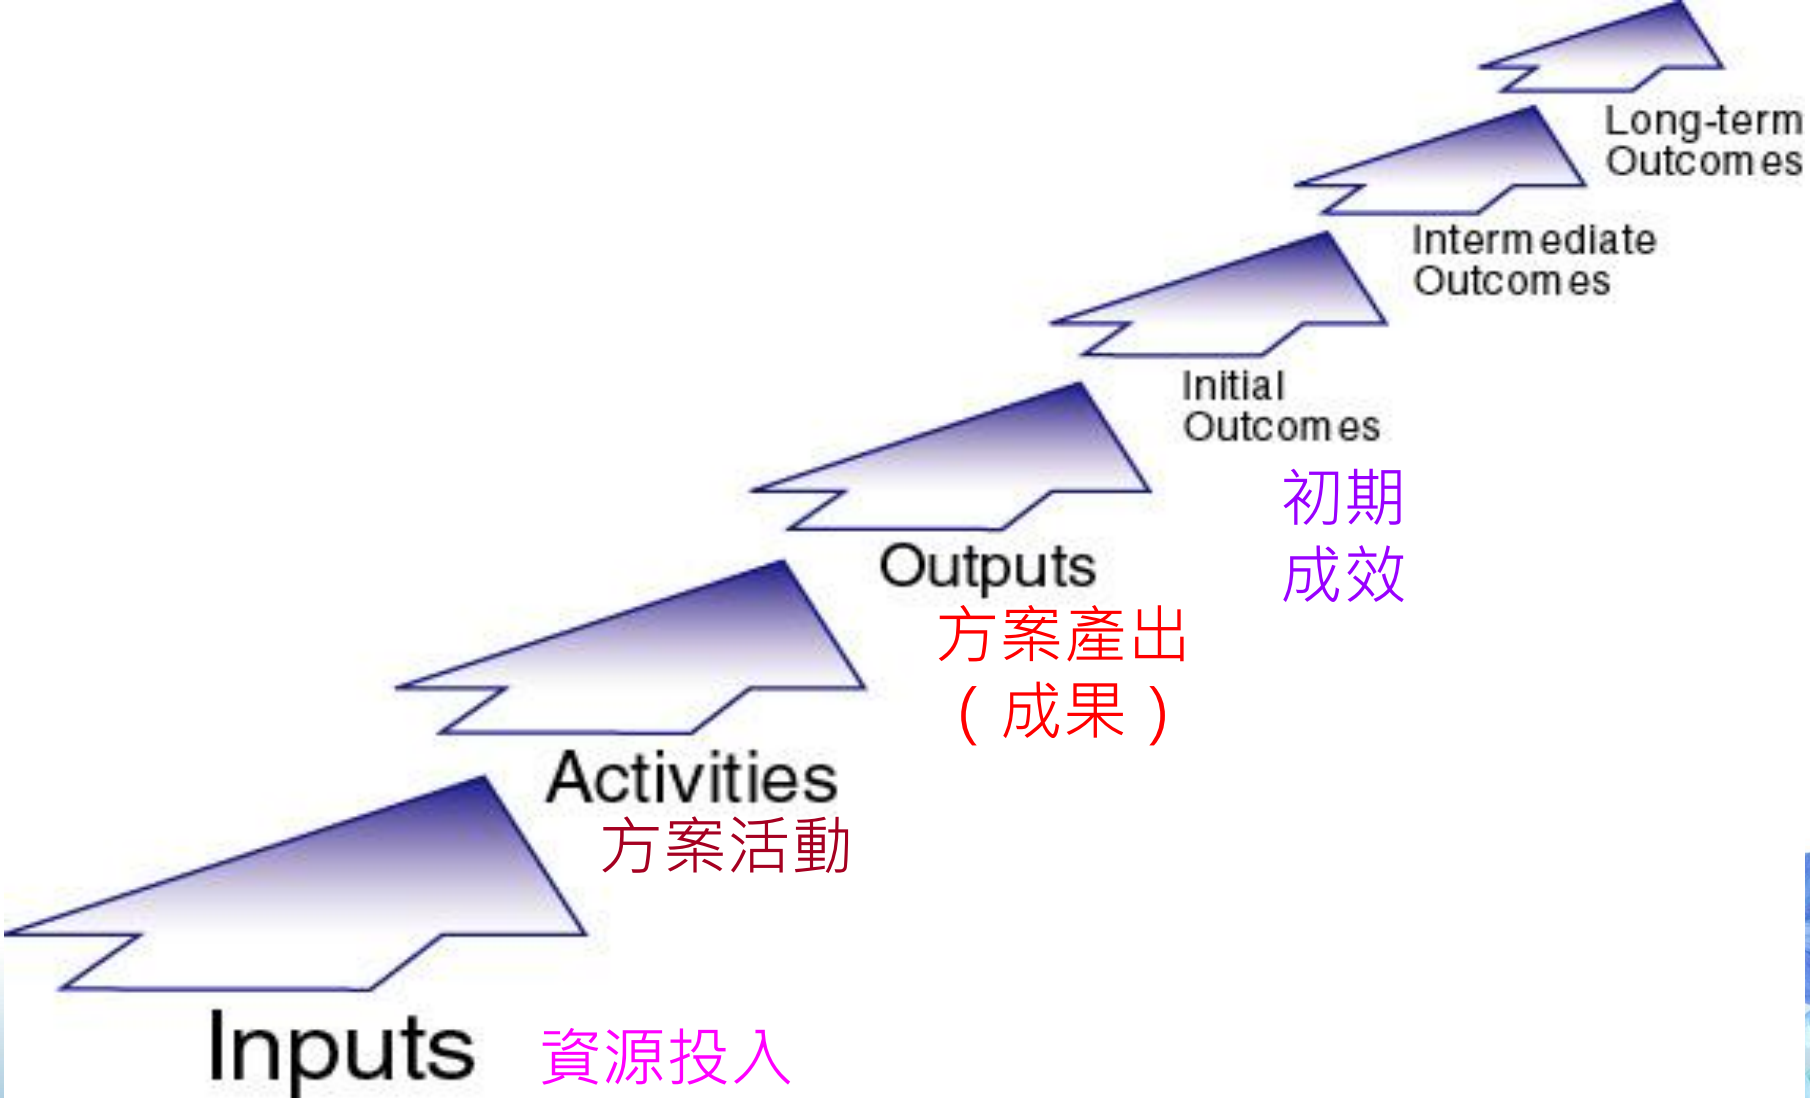 Long-term
Outcomes
Intermediate
Outcomes
Initial
Outcomes
初期
成效
Outputs
方案產出
(成果)
Activities
方案活動
Inputs 資源投入